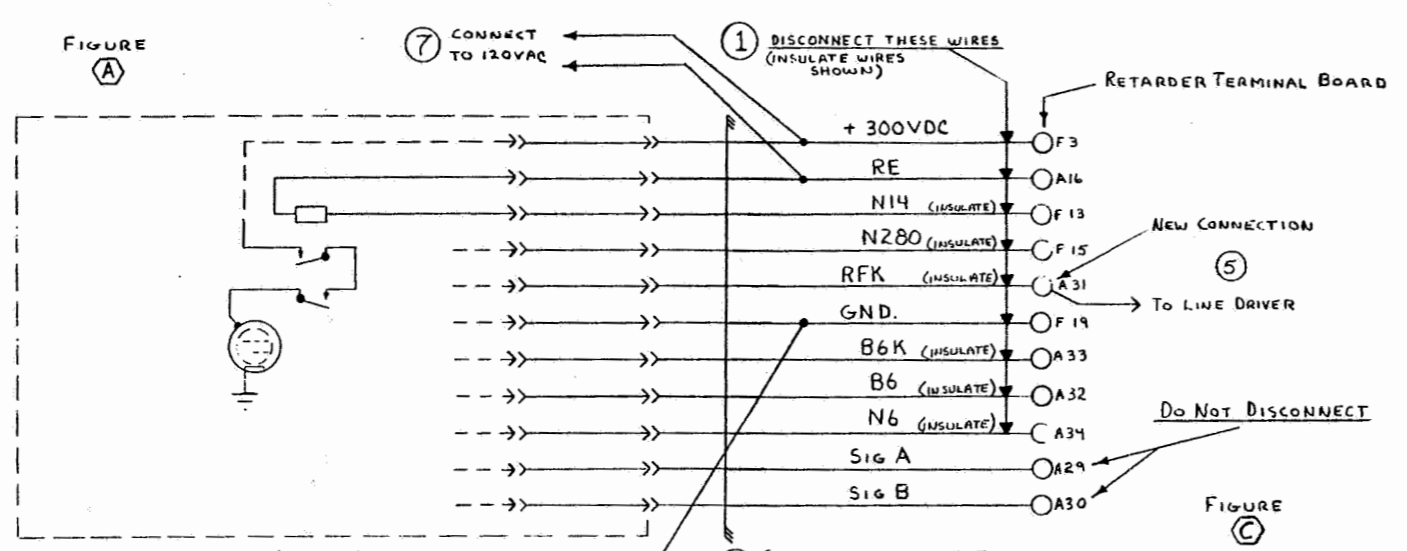 FIGURE
A
7 CONNECT
TO 120VAC
1 DISCONNECT THESE WIRES
(INSULATE WIRES
SHOWN)
RETARDER TERMINAL BOARD
+ 300VDC F3
RE A16
N14 (INSULATE) F13
N280 (INSULATE) F15
NEW CONNECTION
5
RFK (INSULATE) A31
TO LINE DRIVER
GND. F19
B6K (INSULATE) A33
B6 (INSULATE) A32
N6 (INSULATE) A34
DO NOT DISCONNECT
SIG A A29
SIG B A30
FIGURE
C